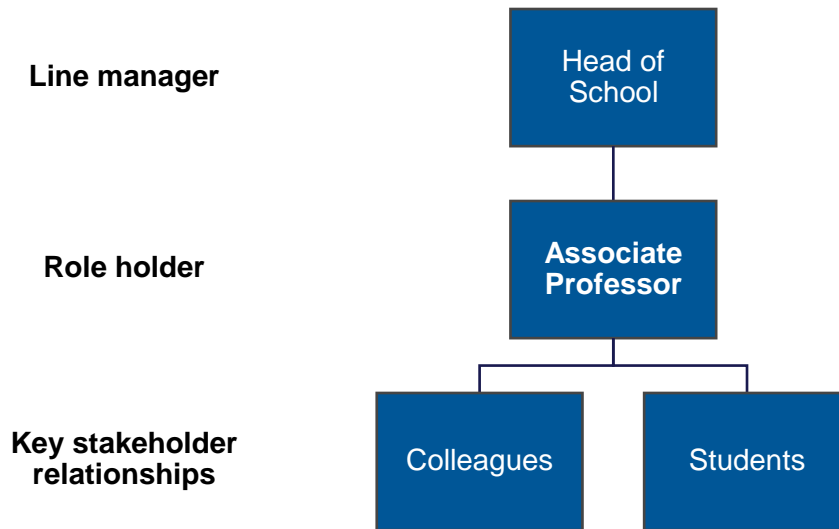 Line manager
Head of
School
Role holder
Associate
Professor
Key stakeholder
relationships
Colleagues
Students